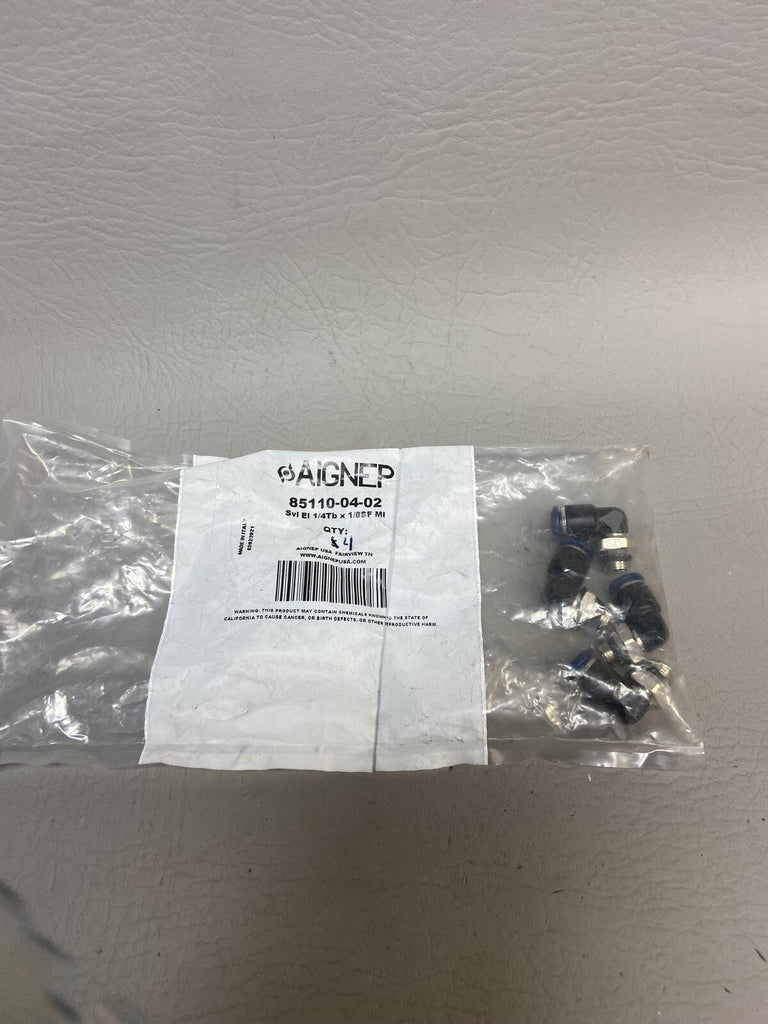 AIGNEP
85110-04-02
Svl El 1/4Tb x 1/8SF Ml
QTY:
4
AIGNEP USA FAIRVIEW TN
WWW.AIGNEPUSA.COM
MADE IN ITALY
WARNING: THIS PRODUCT MAY CONTAIN CHEMICALS KNOWN TO THE STATE OF
CALIFORNIA TO CAUSE CANCER, OR BIRTH DEFECTS, OR OTHER REPRODUCTIVE HARM.